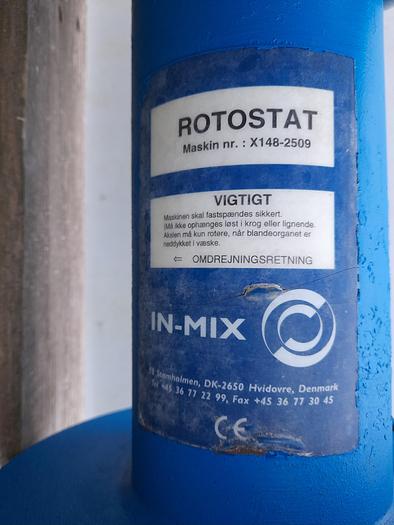 ROTOSTAT
Maskin nr. : X148-2509
VIGTIGT
Maskinen skal fastspændes sikkert.
(Må ikke ophænges løst i krog eller lignende.
Akslen må kun rotere, når blandeorganet er
neddykket i væske.
⇐ OMDREJNINGSRETNING
IN-MIX
Stamholmen, DK-2650 Hvidovre, Denmark
Tel +45 36 77 22 99, Fax +45 36 77 30 45
CE